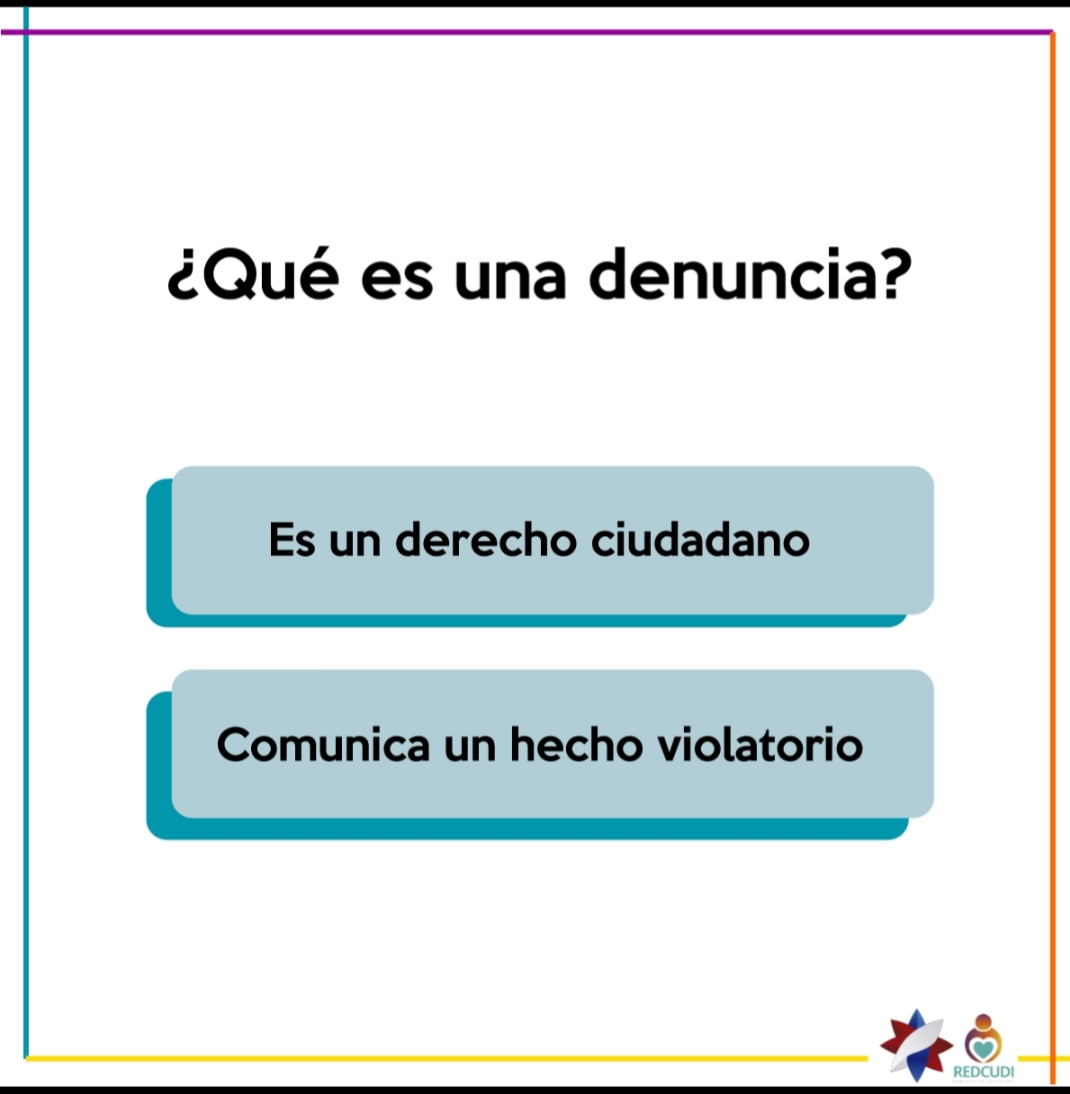 ¿Qué es una denuncia?
Es un derecho ciudadano
Comunica un hecho violatorio
REDCUDI